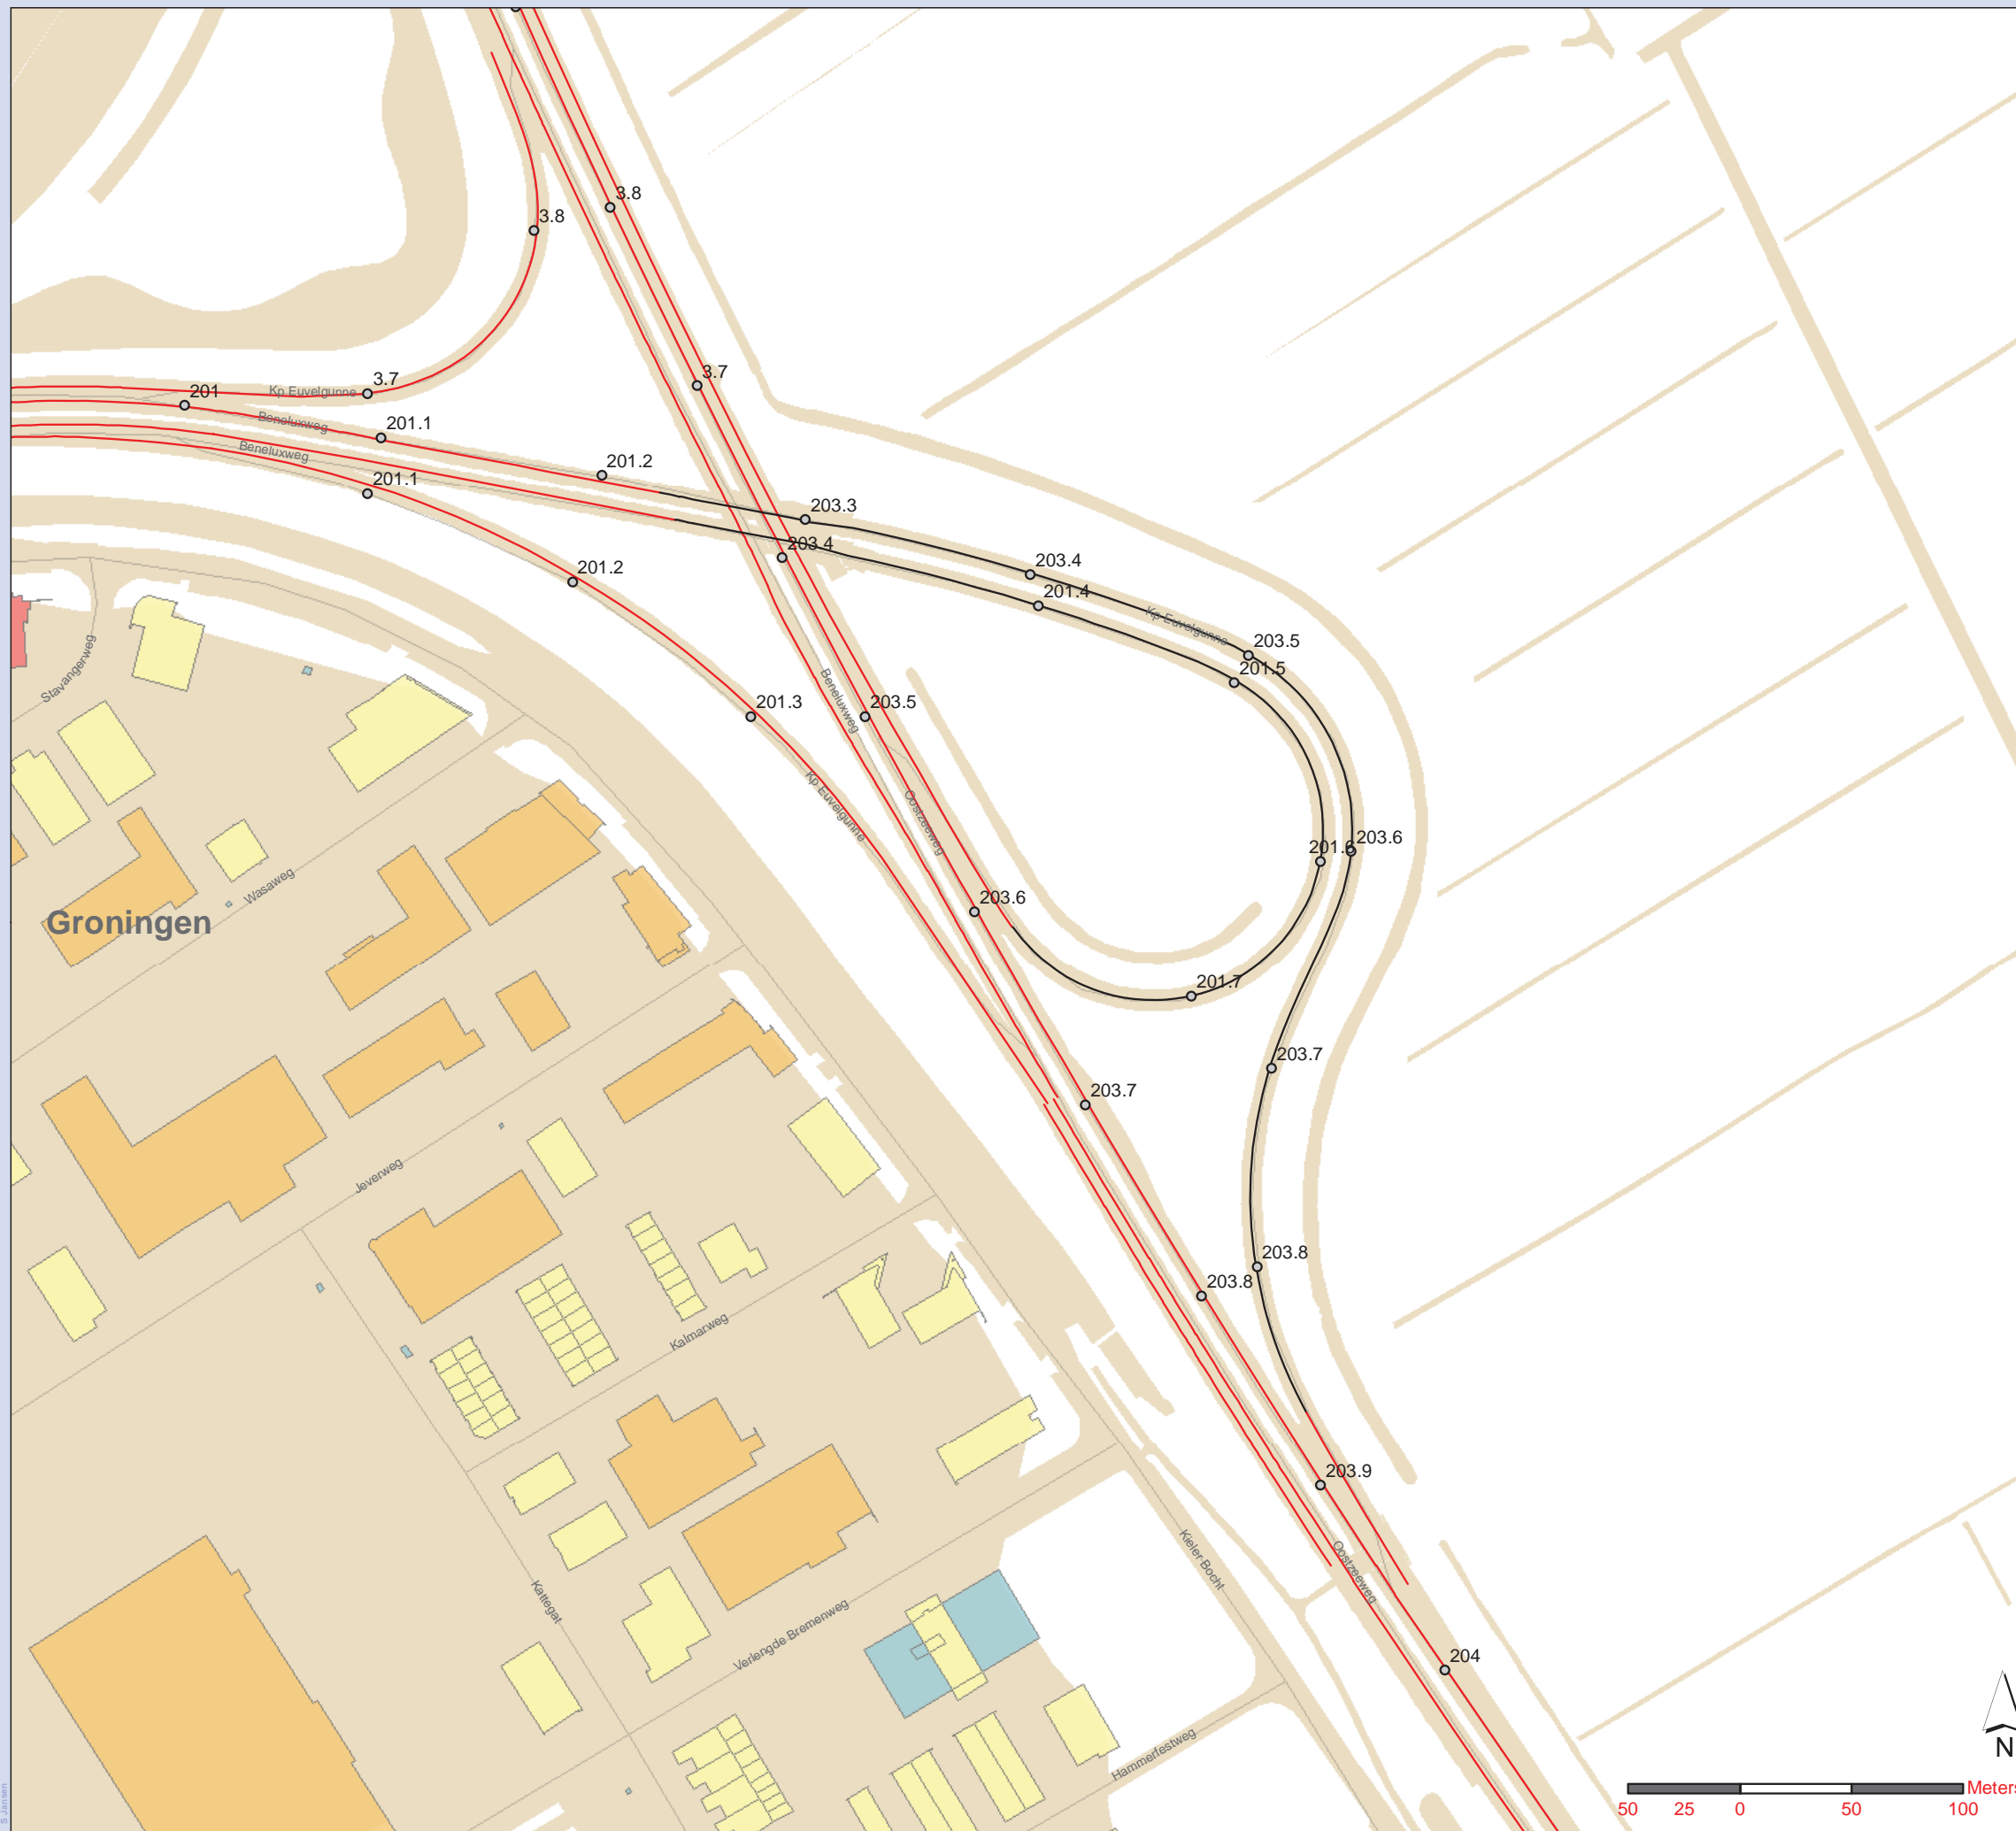 3.8
3.8
3.7
3.7
Kp Euvelgunne
201
Beneluxweg
201.1
Beneluxweg
201.2
201.1
203.3
203.4
203.4
201.2
201.4
Kp Euvelgunne
203.5
201.5
Stavangerweg
Beneluxweg
201.3
203.5
Kp Euvelgunne
Oostzeeweg
203.6
201.6
Wasaweg
203.6
Groningen
201.7
203.7
203.7
Jeverweg
203.8
203.8
Kalmarweg
203.9
Kieler Bocht
Oostzeeweg
Kattegat
Verlengde Bremenweg
204
Hammerfestweg
N
Meters
50 25 0 50 100
S Jansen